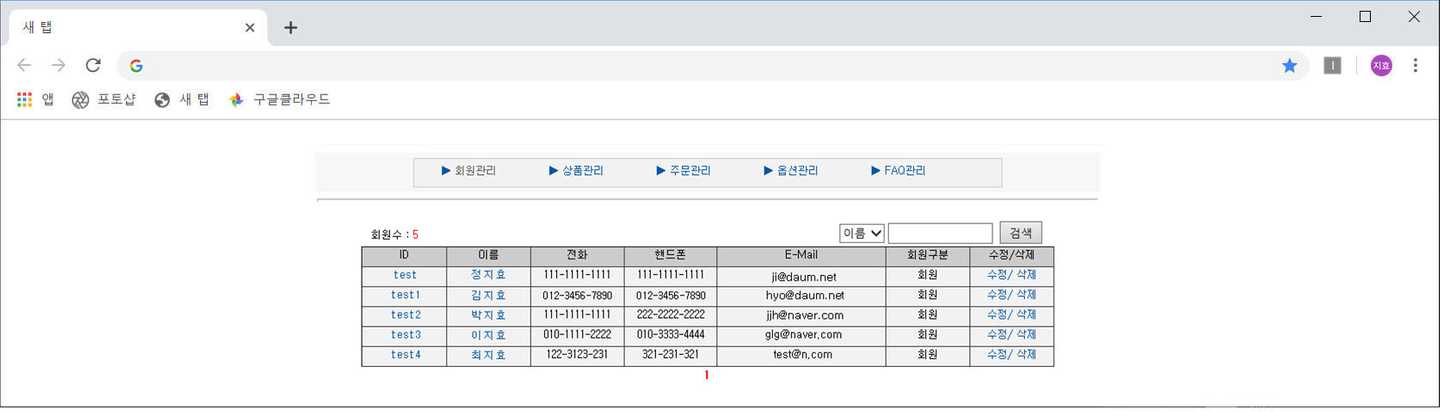 새 탭
지효
앱 포토샵 새 탭 구글클라우드
▶ 회원관리 ▶ 상품관리 ▶ 주문관리 ▶ 옵션관리 ▶ FAQ관리
회원수 : 5 이름 검색
ID 이름 전화 핸드폰 E-Mail 회원구분 수정/삭제
test 정지효 111-1111-1111 111-1111-1111 ji@daum.net 회원 수정/ 삭제
test1 김지효 012-3456-7890 012-3456-7890 hyo@daum.net 회원 수정/ 삭제
test2 박지효 111-1111-1111 222-2222-2222 jjh@naver.com 회원 수정/ 삭제
test3 이지효 010-1111-2222 010-3333-4444 glg@naver.com 회원 수정/ 삭제
test4 최지효 122-3123-231 321-231-321 test@n.com 회원 수정/ 삭제
1